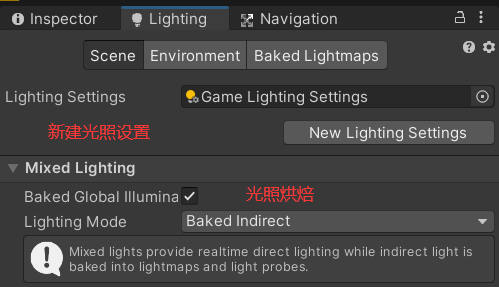 Inspector Lighting Navigation
Scene Environment Baked Lightmaps
Lighting Settings Game Lighting Settings
新建光照设置 New Lighting Settings
Mixed Lighting
Baked Global Illumina 光照烘焙
Lighting Mode Baked Indirect
Mixed lights provide realtime direct lighting while indirect light is
baked into lightmaps and light probes.